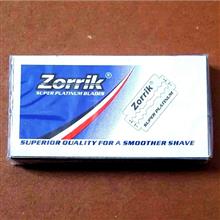 Zorrik®
SUPER PLATINUM BLADES
Zorrik®
SUPER PLATINUM
SUPERIOR QUALITY FOR A SMOOTHER SHAVE